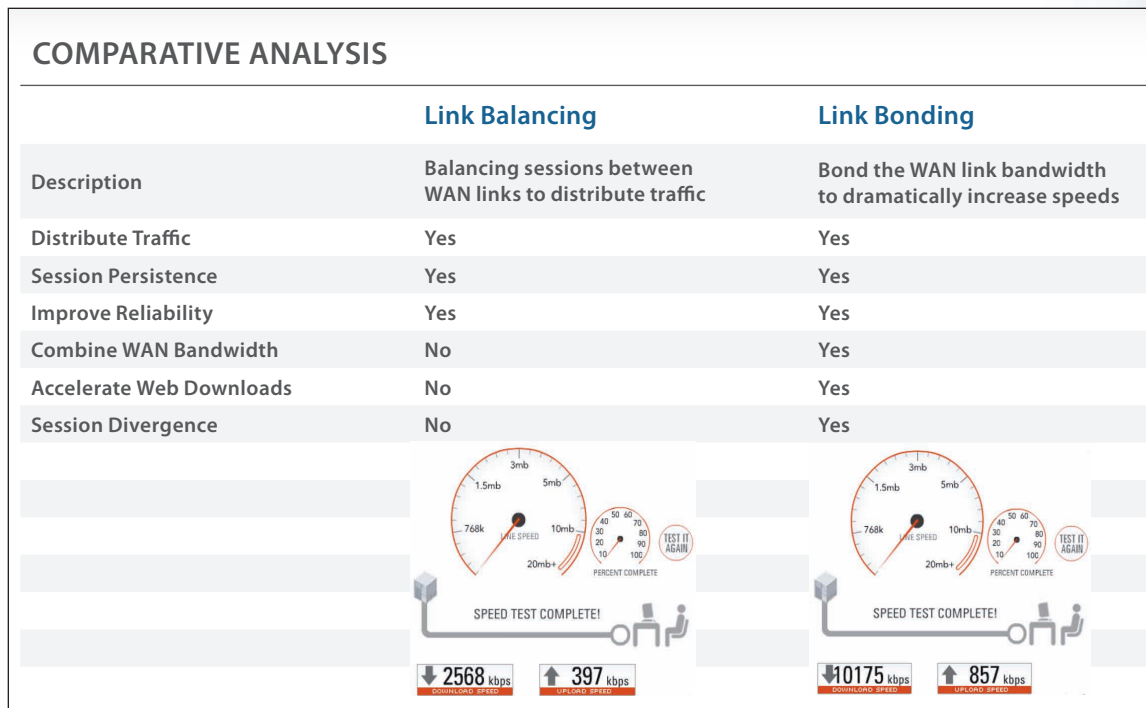 COMPARATIVE ANALYSIS
Link Balancing
Link Bonding
Description
Balancing sessions between
WAN links to distribute traffic
Bond the WAN link bandwidth
to dramatically increase speeds
Distribute Traffic Yes Yes
Session Persistence Yes Yes
Improve Reliability Yes Yes
Combine WAN Bandwidth No Yes
Accelerate Web Downloads No Yes
Session Divergence No Yes
3mb
1.5mb 5mb
768k 10mb
LINE SPEED
20mb+
50 60
40 70
30 80
20 90
10 100
PERCENT COMPLETE
TEST IT
AGAIN
SPEED TEST COMPLETE!
2568 kbps
DOWNLOAD SPEED
397 kbps
UPLOAD SPEED
3mb
1.5mb 5mb
768k 10mb
LINE SPEED
20mb+
50 60
40 70
30 80
20 90
10 100
PERCENT COMPLETE
TEST IT
AGAIN
SPEED TEST COMPLETE!
10175 kbps
DOWNLOAD SPEED
857 kbps
UPLOAD SPEED